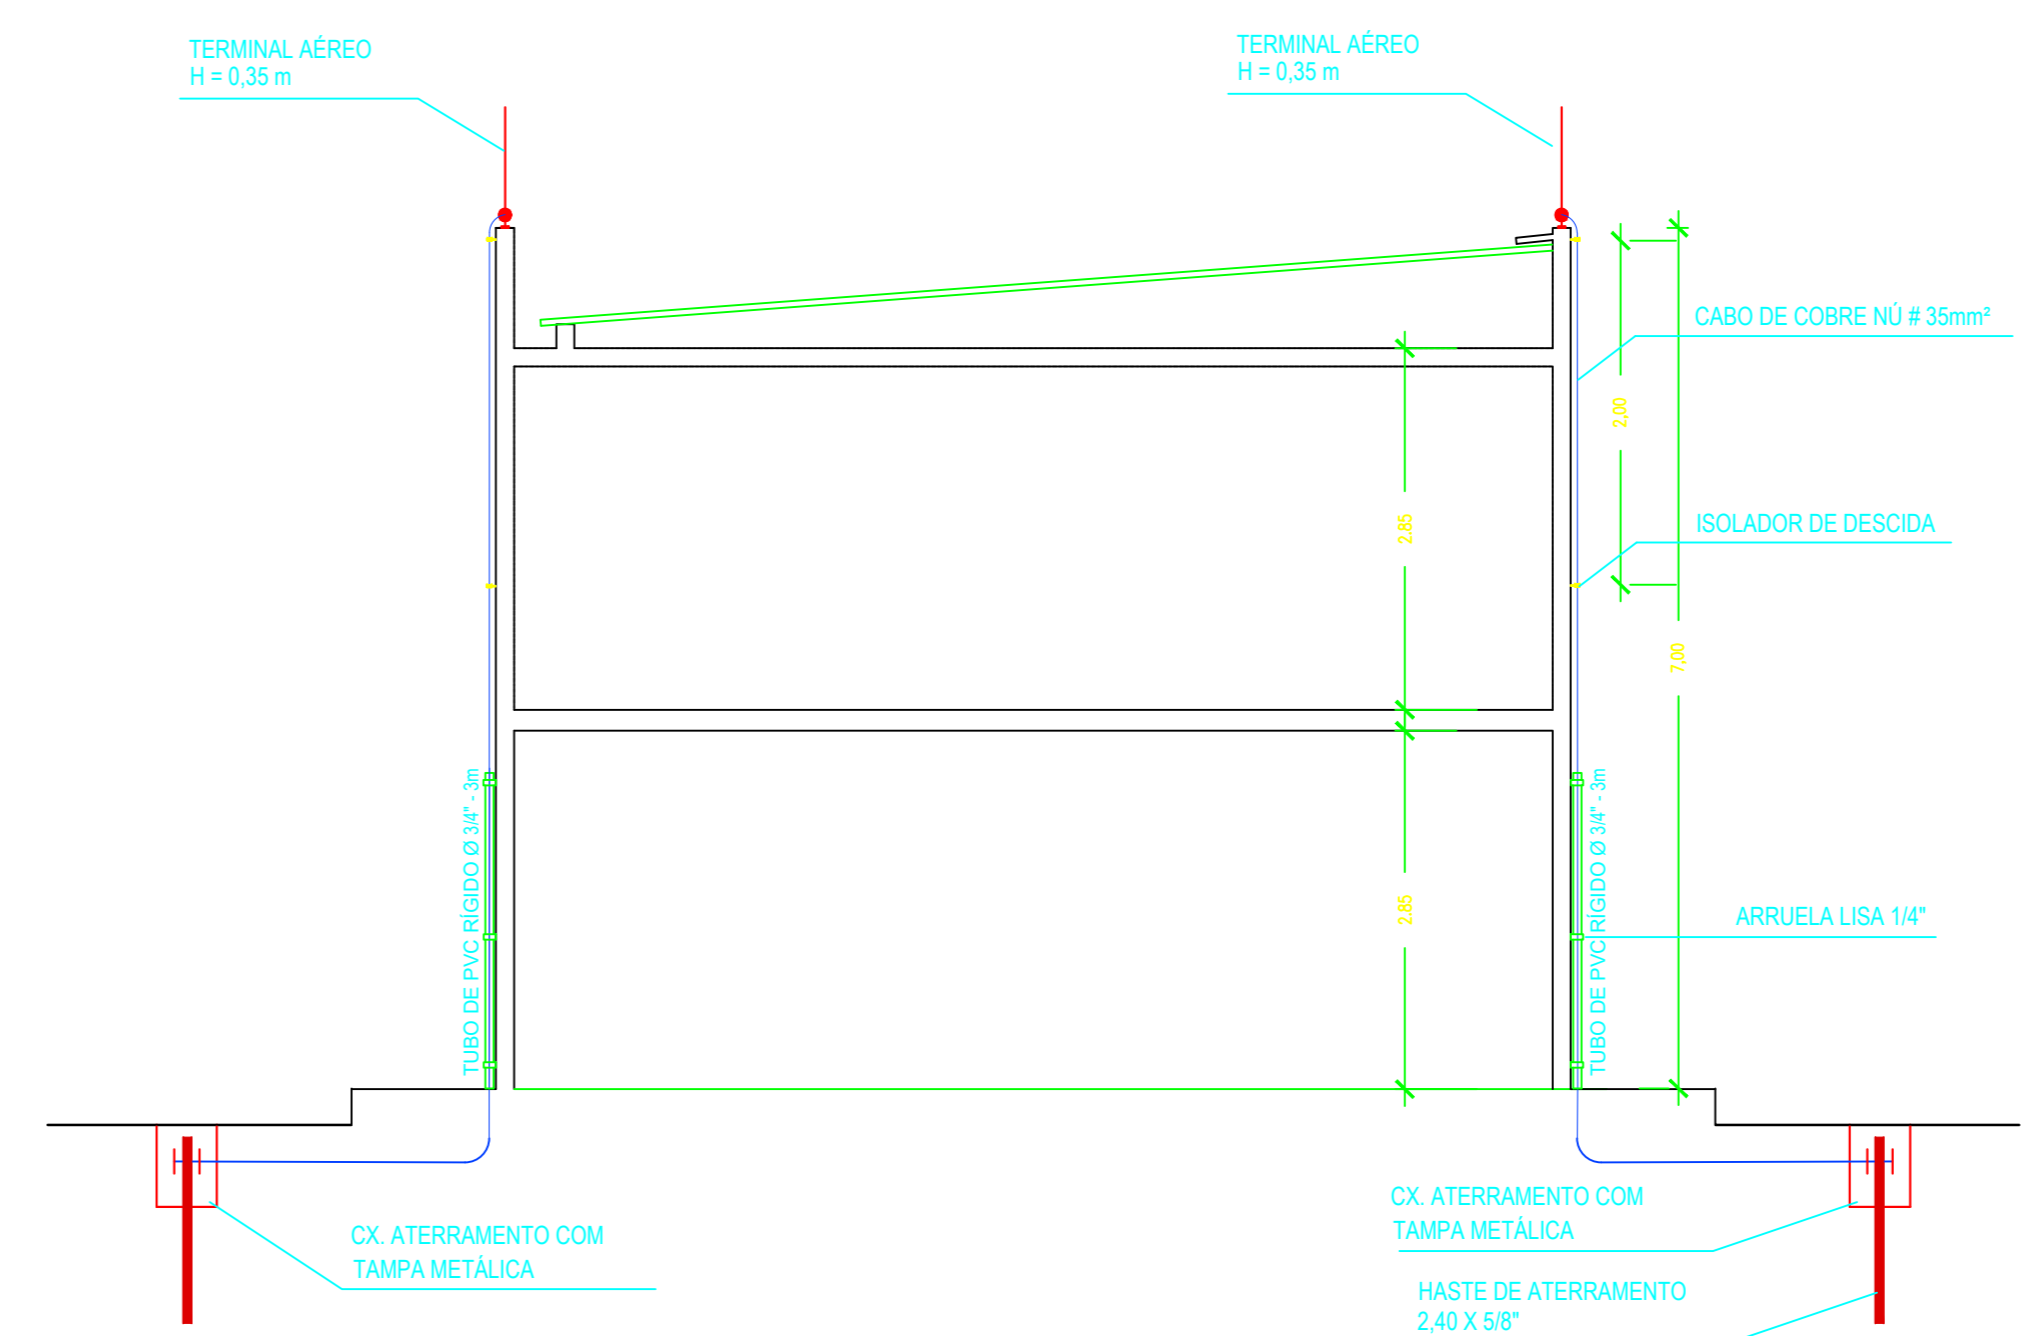 TERMINAL AÉREO
H = 0,35 m
TERMINAL AÉREO
H = 0,35 m
CABO DE COBRE NÚ # 35mm²
2,00
ISOLADOR DE DESCIDA
2.85
7,00
TUBO DE PVC RÍGIDO Ø 3/4" - 3m
TUBO DE PVC RÍGIDO Ø 3/4" - 3m
2.85
ARRUELA LISA 1/4"
CX. ATERRAMENTO COM
TAMPA METÁLICA
CX. ATERRAMENTO COM
TAMPA METÁLICA
HASTE DE ATERRAMENTO
2,40 X 5/8"